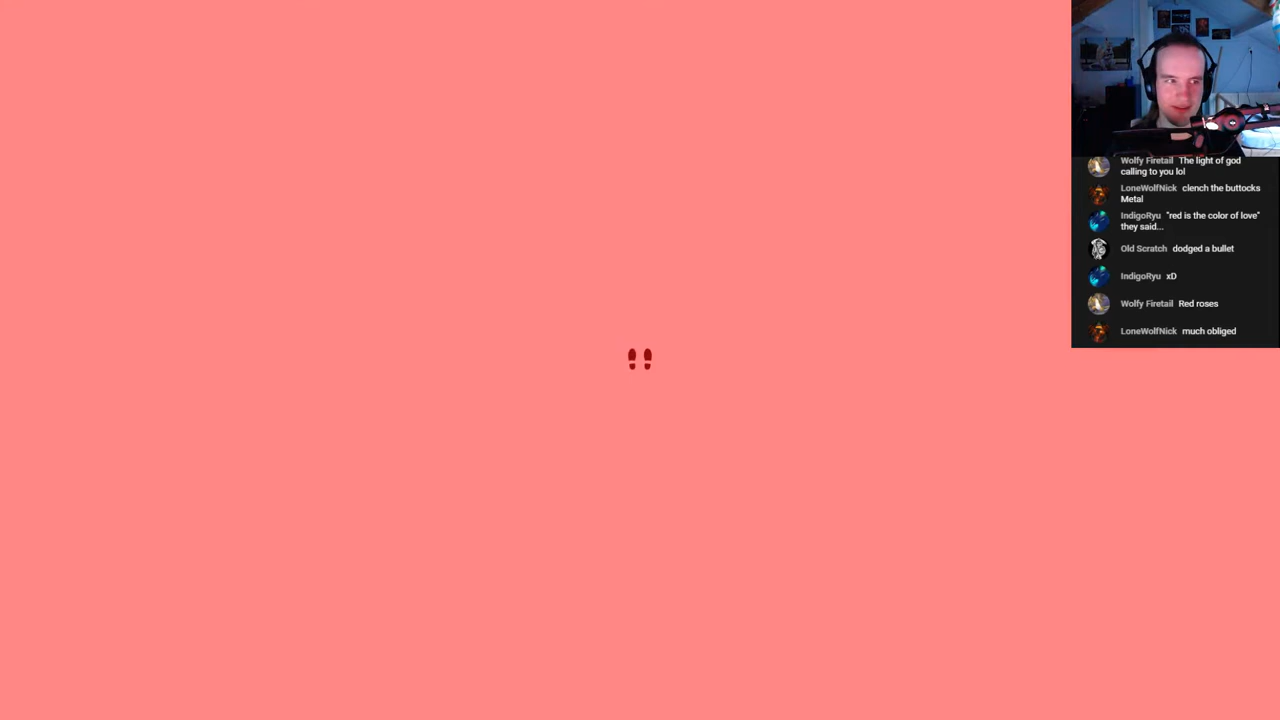 Wolfy Firetail The light of god
calling to you lol
LoneWolfNick clench the buttocks
Metal
IndigoRyu "red is the color of love"
they said...
Old Scratch dodged a bullet
IndigoRyu xD
Wolfy Firetail Red roses
LoneWolfNick much obliged